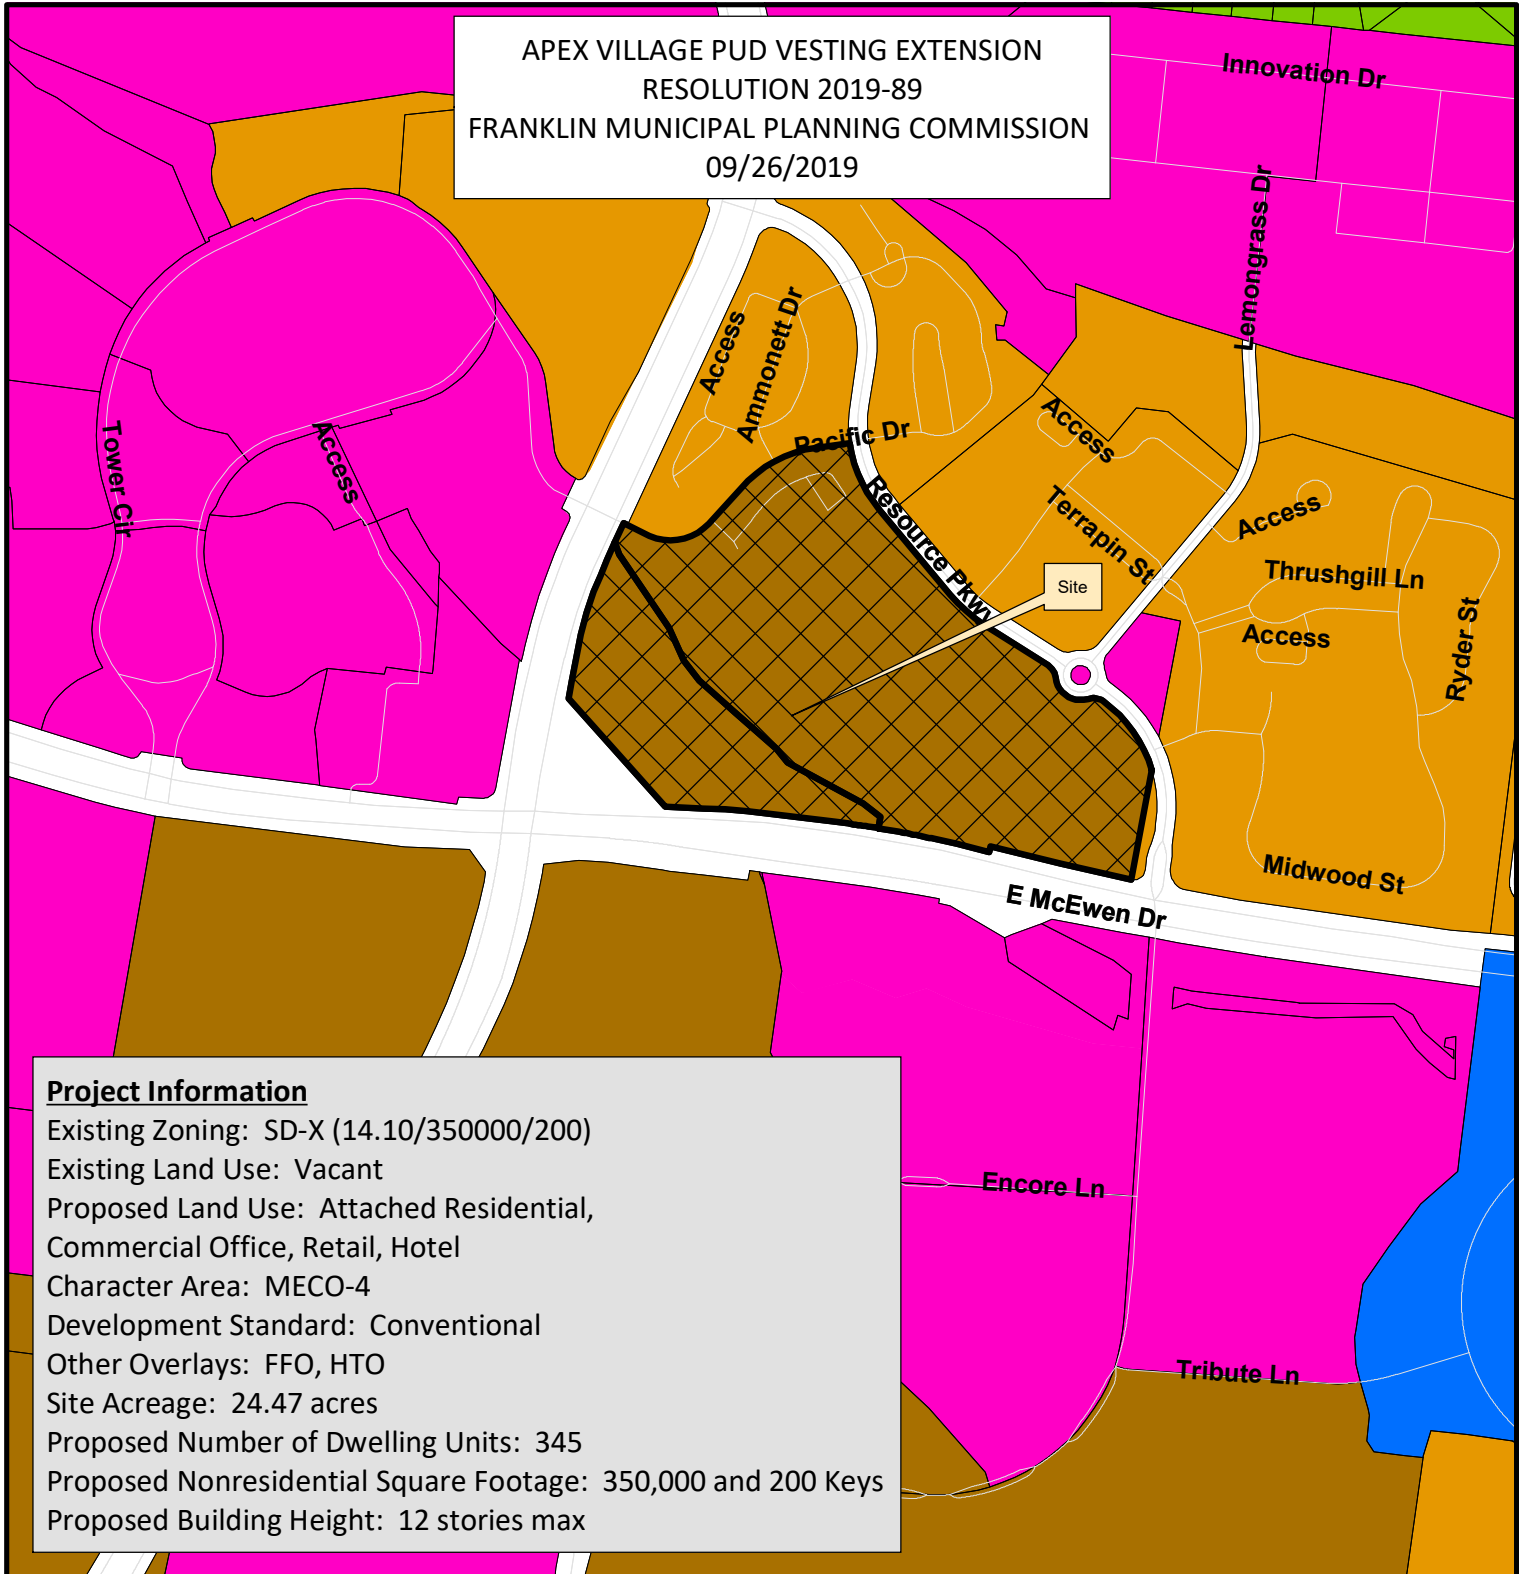 APEX VILLAGE PUD VESTING EXTENSION
RESOLUTION 2019-89
FRANKLIN MUNICIPAL PLANNING COMMISSION
09/26/2019
Innovation Dr
Lemongrass Dr
Access
Ammonett Dr
Pacific Dr
Access
Tower Cir
Access
Resource Pkwy
Terrapin St
Access
Thrushgill Ln
Site
Access
Ryder St
Midwood St
E McEwen Dr
Encore Ln
Tribute Ln
Project Information
Existing Zoning: SD-X (14.10/350000/200)
Existing Land Use: Vacant
Proposed Land Use: Attached Residential,
Commercial Office, Retail, Hotel
Character Area: MECO-4
Development Standard: Conventional
Other Overlays: FFO, HTO
Site Acreage: 24.47 acres
Proposed Number of Dwelling Units: 345
Proposed Nonresidential Square Footage: 350,000 and 200 Keys
Proposed Building Height: 12 stories max